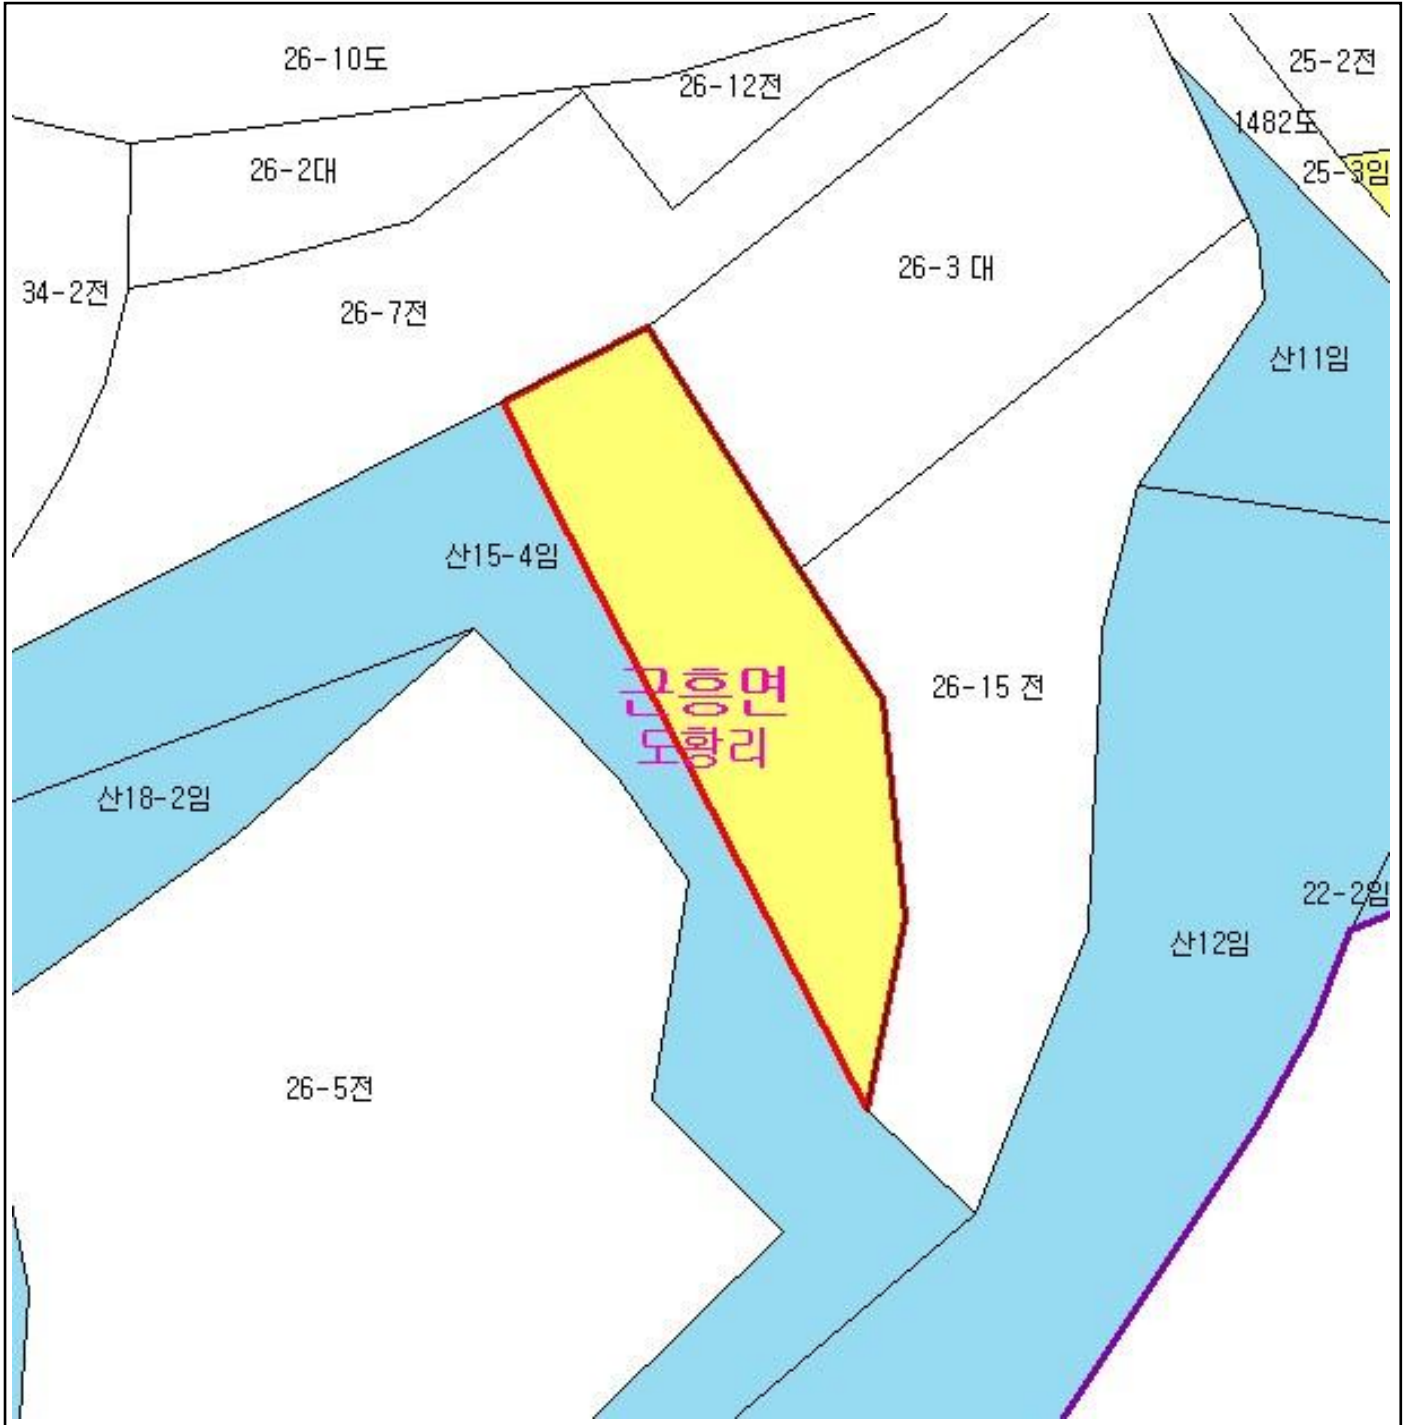 26-10도
25-2전
26-12전
1482도
26-2대
25-3임
26-3 대
34-2전
26-7전
산11임
산15-4임
근흥면
26-15 전
도황리
산18-2임
22-2임
산12임
26-5전